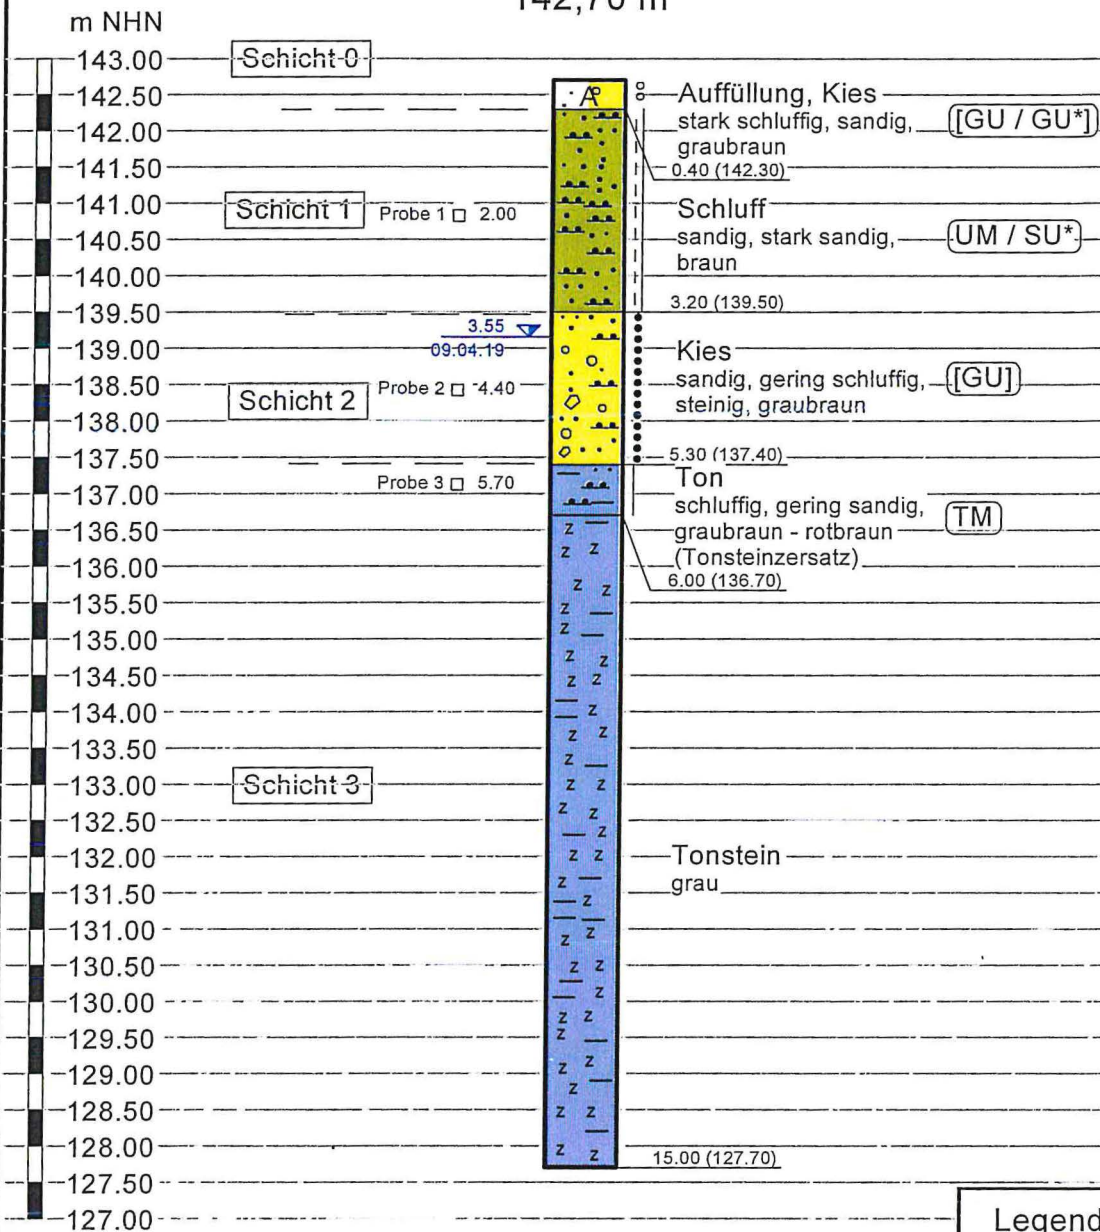 142,70 m
m NHN
143.00
142.50
142.00
141.50
141.00
140.50
140.00
139.50
139.00
138.50
138.00
137.50
137.00
136.50
136.00
135.50
135.00
134.50
134.00
133.50
133.00
132.50
132.00
131.50
131.00
130.50
130.00
129.50
129.00
128.50
128.00
127.50
127.00
Schicht 0
Schicht 1
Probe 1 2.00
3.55
09.04.19
Schicht 2
Probe 2 4.40
Probe 3 5.70
Schicht 3
A
Auffüllung, Kies
stark schluffig, sandig,
graubraun
[GU / GU*]
0.40 (142.30)
Schluff
sandig, stark sandig,
braun
UM / SU*
3.20 (139.50)
Kies
sandig, gering schluffig,
steinig, graubraun
[GU]
5.30 (137.40)
Ton
schluffig, gering sandig,
graubraun - rotbraun
(Tonsteinzersatz)
TM
6.00 (136.70)
Tonstein
grau
15.00 (127.70)
Legend